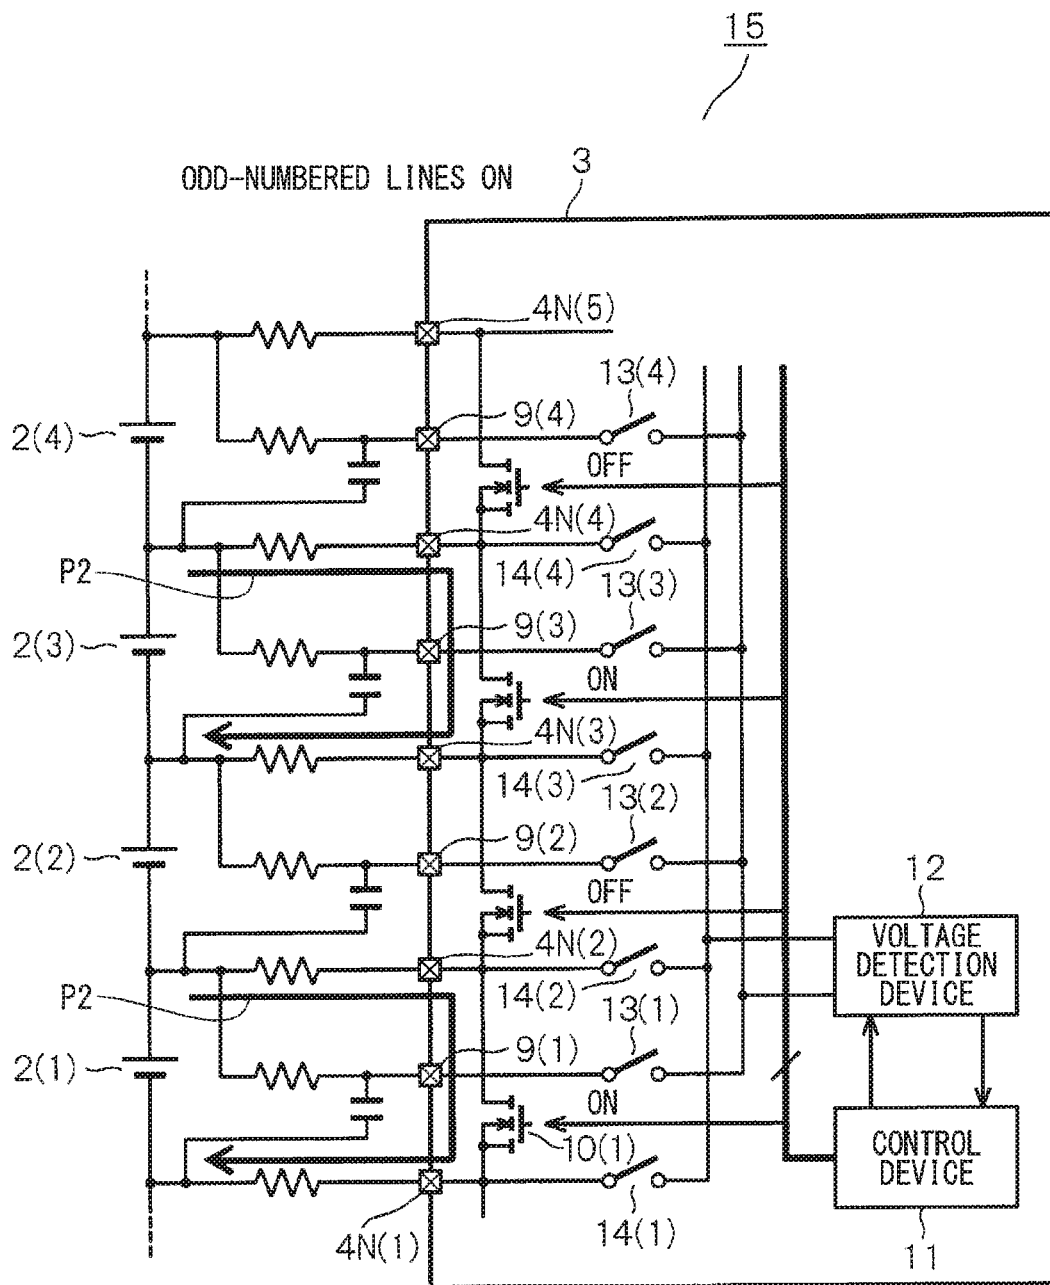 15
ODD-NUMBERED LINES ON
3
4N(5)
13(4)
9(4)
2(4)
OFF
4N(4)
14(4)
13(3)
P2
9(3)
2(3)
ON
4N(3)
14(3)
13(2)
9(2)
2(2)
OFF
12
VOLTAGE
DETECTION
DEVICE
4N(2)
14(2)
13(1)
P2
9(1)
2(1)
ON
10(1)
CONTROL
DEVICE
14(1)
4N(1)
11